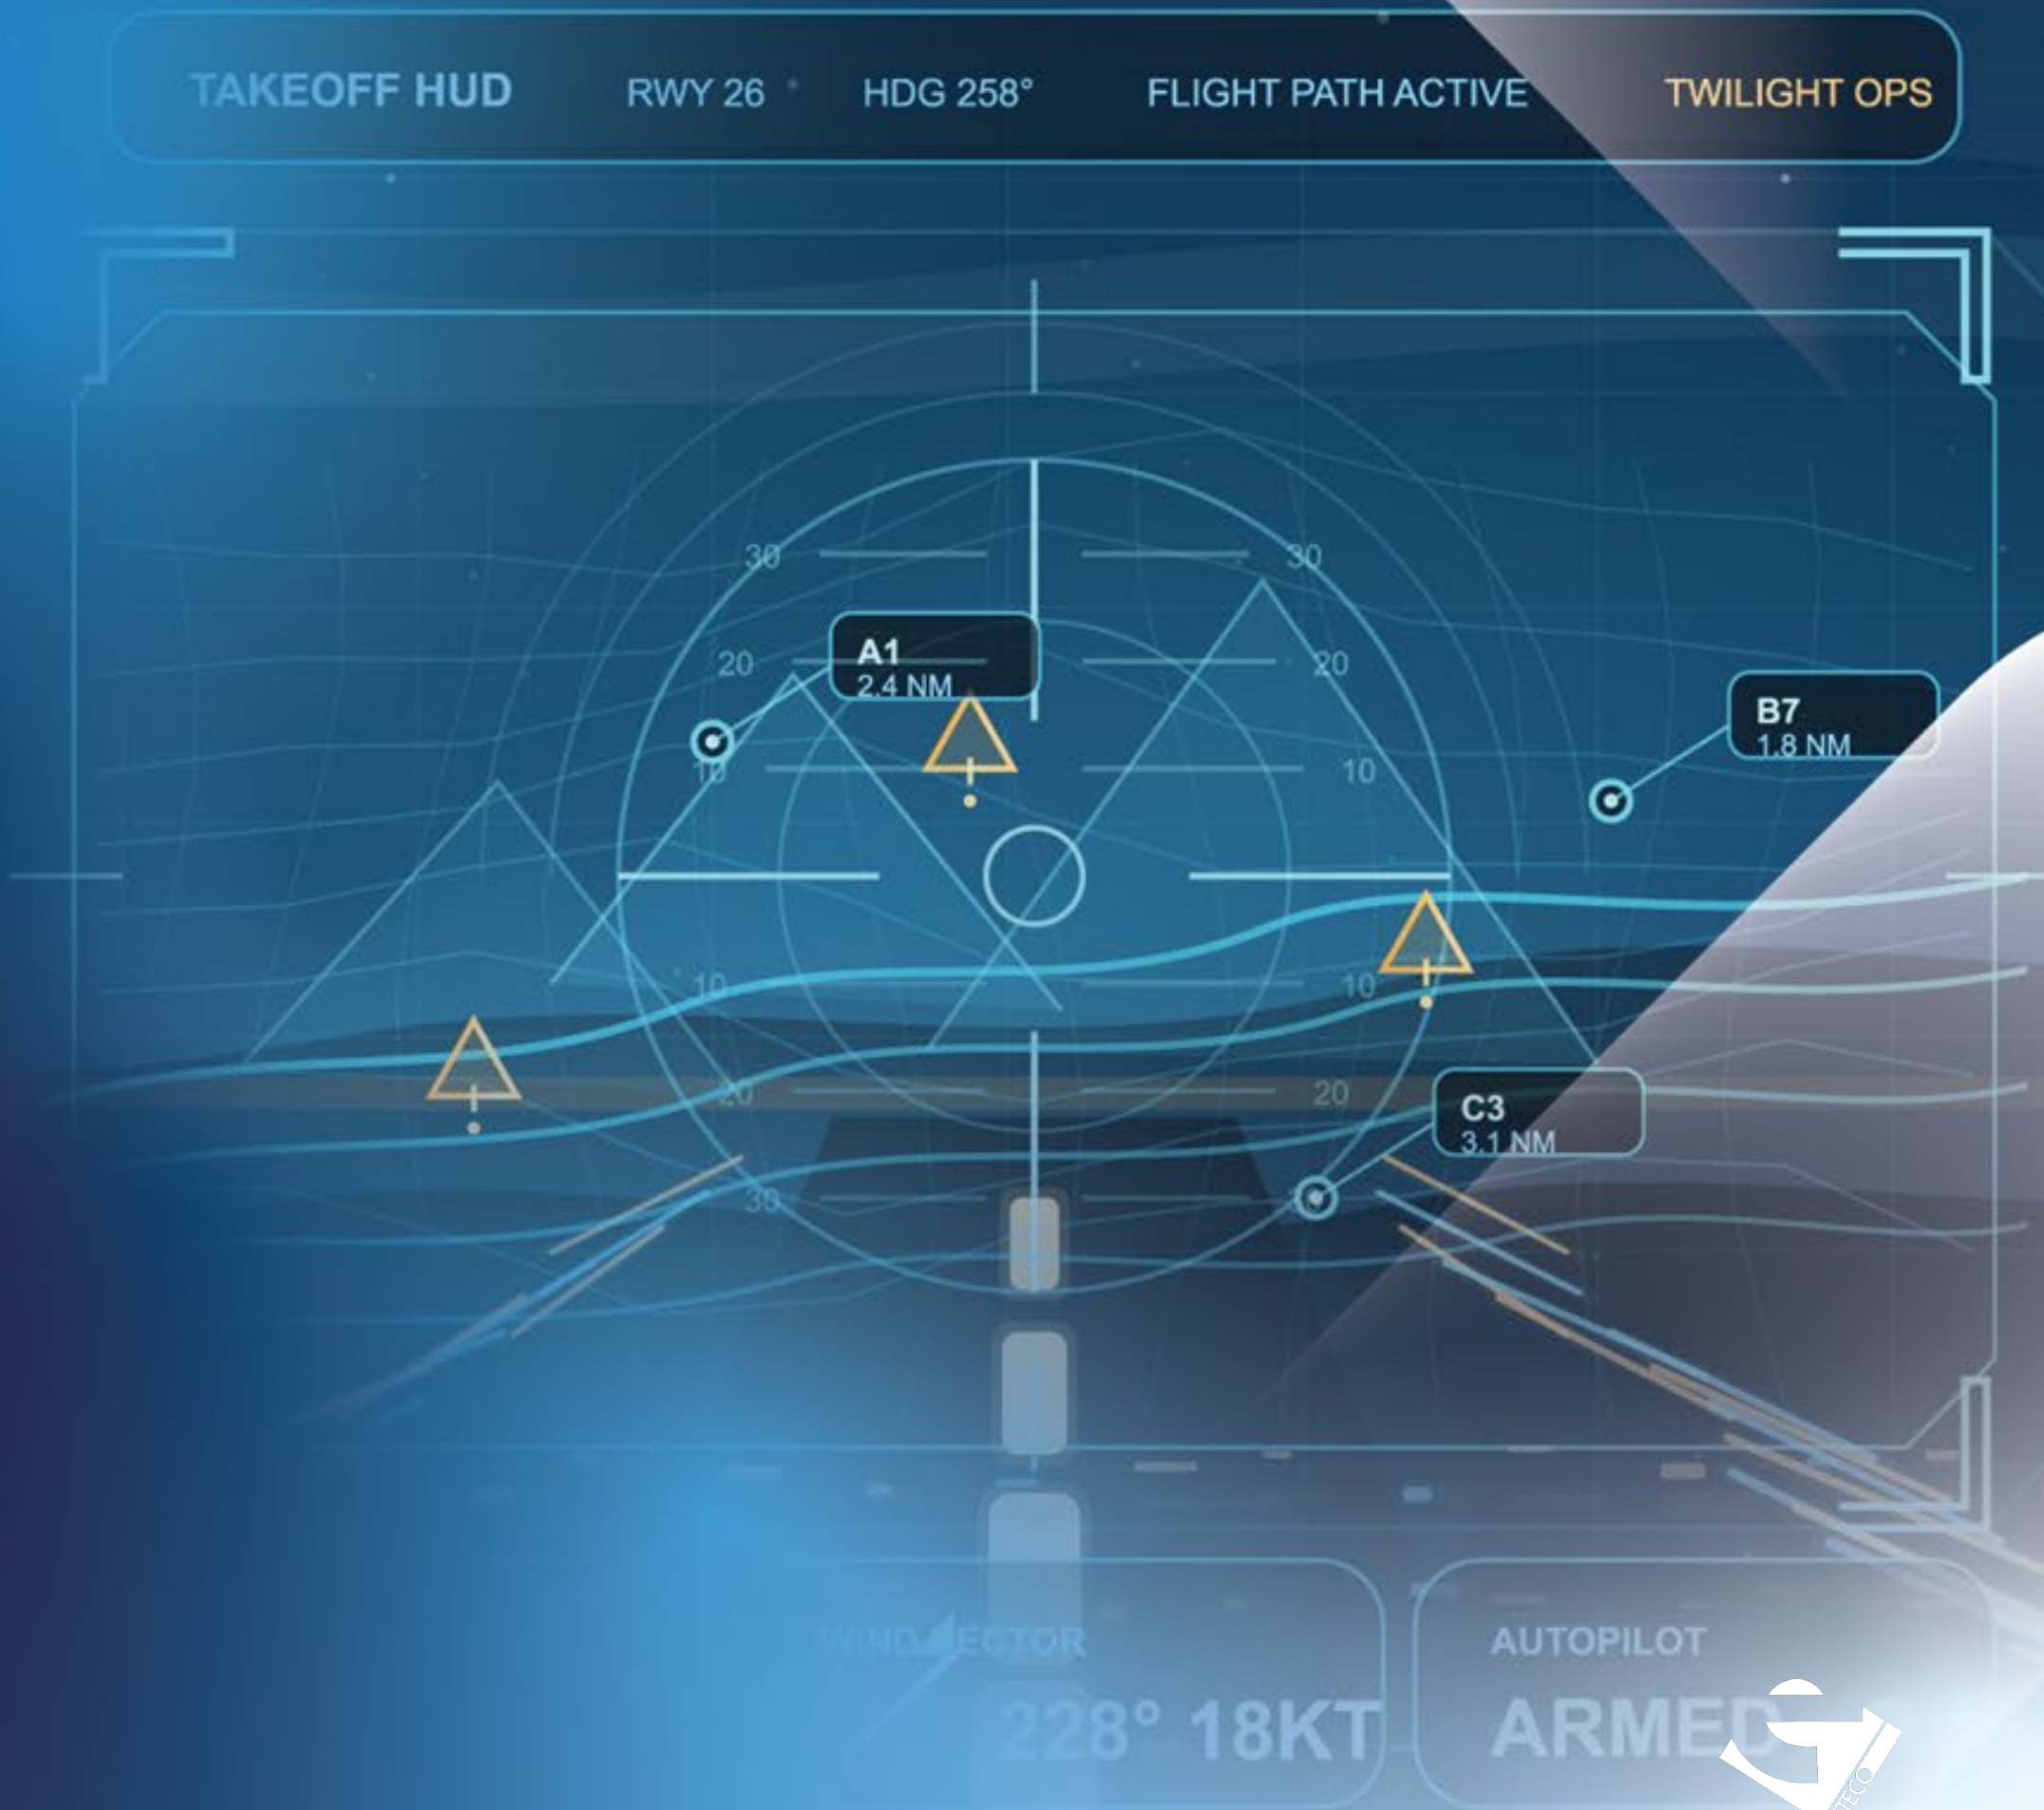 TAKEOFF HUD RWY 26 HDG 258° FLIGHT PATH ACTIVE TWILIGHT OPS
30 30
A1
20 20
2.4 NM
B7
1.8 NM
10 10
10 10
20 20
C3
3.1 NM
30
WIND VECTOR AUTOPILOT
228° 18KT ARMED
TECO